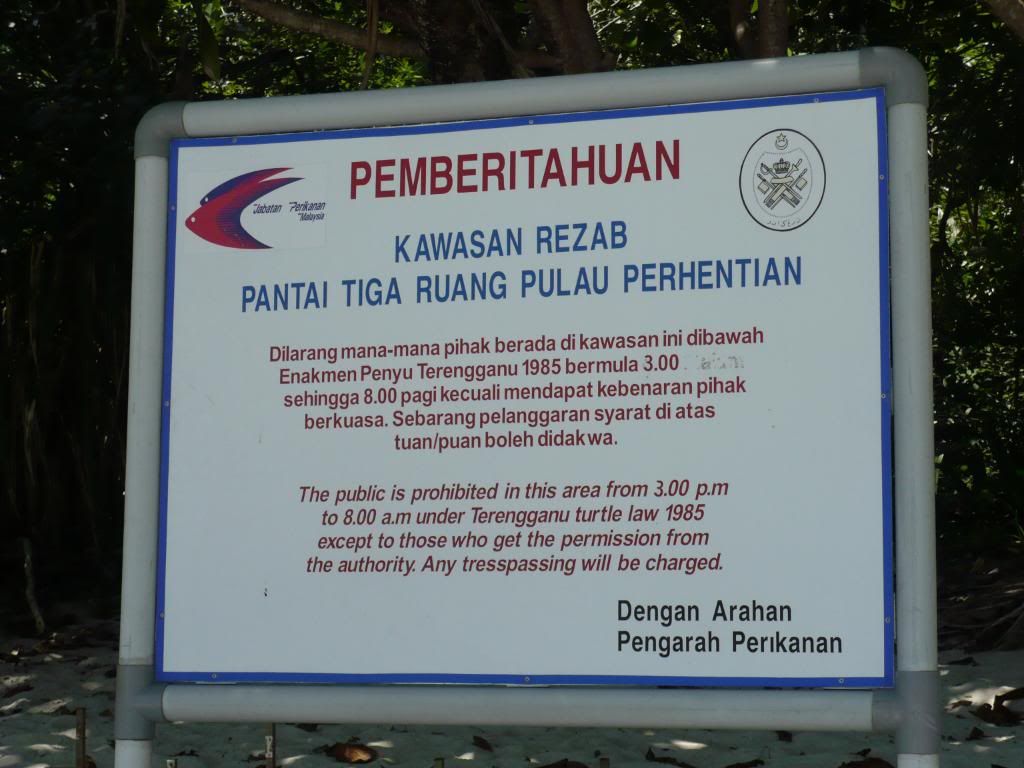 Jabatan Perikanan
Malaysia
PEMBERITAHUAN
KAWASAN REZAB
PANTAI TIGA RUANG PULAU PERHENTIAN
Dilarang mana-mana pihak berada di kawasan ini dibawah
Enakmen Penyu Terengganu 1985 bermula 3.00
sehingga 8.00 pagi kecuali mendapat kebenaran pihak
berkuasa. Sebarang pelanggaran syarat di atas
tuan/puan boleh didakwa.
The public is prohibited in this area from 3.00 p.m
to 8.00 a.m under Terengganu turtle law 1985
except to those who get the permission from
the authority. Any tresspassing will be charged.
Dengan Arahan
Pengarah Perikanan